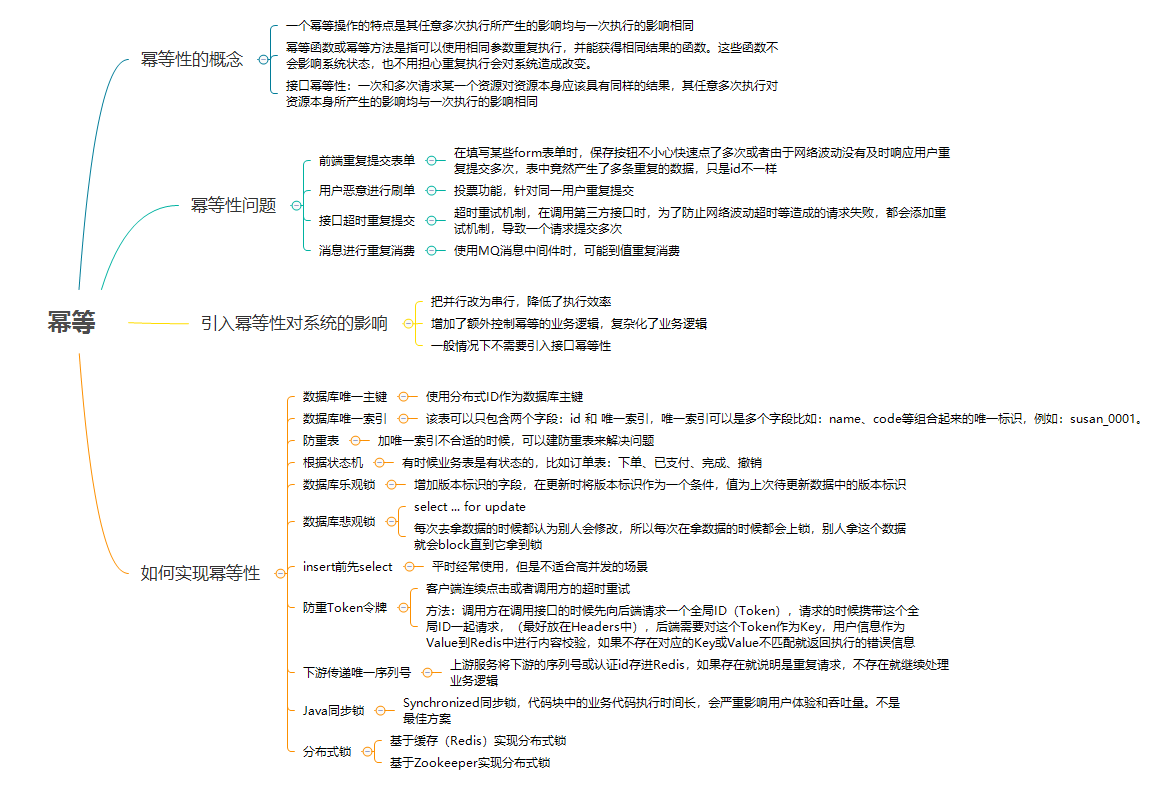 幂等
幂等性的概念
一个幂等操作的特点是其任意多次执行所产生的影响均与一次执行的影响相同
幂等函数或幂等方法是指可以使用相同参数重复执行，并能获得相同结果的函数。这些函数不
会影响系统状态，也不用担心重复执行会对系统造成改变。
接口幂等性：一次和多次请求某一个资源对资源本身应该具有同样的结果，其任意多次执行对
资源本身所产生的影响均与一次执行的影响相同
幂等性问题
前端重复提交表单
在填写某些form表单时，保存按钮不小心快速点了多次或者由于网络波动没有及时响应用户重
复提交多次，表中竟然产生了多条重复的数据，只是id不一样
用户恶意进行刷单
投票功能，针对同一用户重复提交
接口超时重复提交
超时重试机制，在调用第三方接口时，为了防止网络波动超时等造成的请求失败，都会添加重
试机制，导致一个请求提交多次
消息进行重复消费
使用MQ消息中间件时，可能到值重复消费
引入幂等性对系统的影响
把并行改为串行，降低了执行效率
增加了额外控制幂等的业务逻辑，复杂化了业务逻辑
一般情况下不需要引入接口幂等性
如何实现幂等性
数据库唯一主键
使用分布式ID作为数据库主键
数据库唯一索引
该表可以只包含两个字段：id 和 唯一索引，唯一索引可以是多个字段比如：name、code等组合起来的唯一标识，例如：susan_0001。
防重表
加唯一索引不合适的时候，可以建防重表来解决问题
根据状态机
有时候业务表是有状态的，比如订单表：下单、已支付、完成、撤销
数据库乐观锁
增加版本标识的字段，在更新时将版本标识作为一个条件，值为上次待更新数据中的版本标识
数据库悲观锁
select ... for update
每次去拿数据的时候都认为别人会修改，所以每次在拿数据的时候都会上锁，别人拿这个数据
就会block直到它拿到锁
insert前先select
平时经常使用，但是不适合高并发的场景
防重Token令牌
客户端连续点击或者调用方的超时重试
方法：调用方在调用接口的时候先向后端请求一个全局ID（Token），请求的时候携带这个全
局ID一起请求，（最好放在Headers中），后端需要对这个Token作为Key，用户信息作为
Value到Redis中进行内容校验，如果不存在对应的Key或Value不匹配就返回执行的错误信息
下游传递唯一序列号
上游服务将下游的序列号或认证id存进Redis，如果存在就说明是重复请求，不存在就继续处理
业务逻辑
Java同步锁
Synchronized同步锁，代码块中的业务代码执行时间长，会严重影响用户体验和吞吐量。不是
最佳方案
分布式锁
基于缓存（Redis）实现分布式锁
基于Zookeeper实现分布式锁